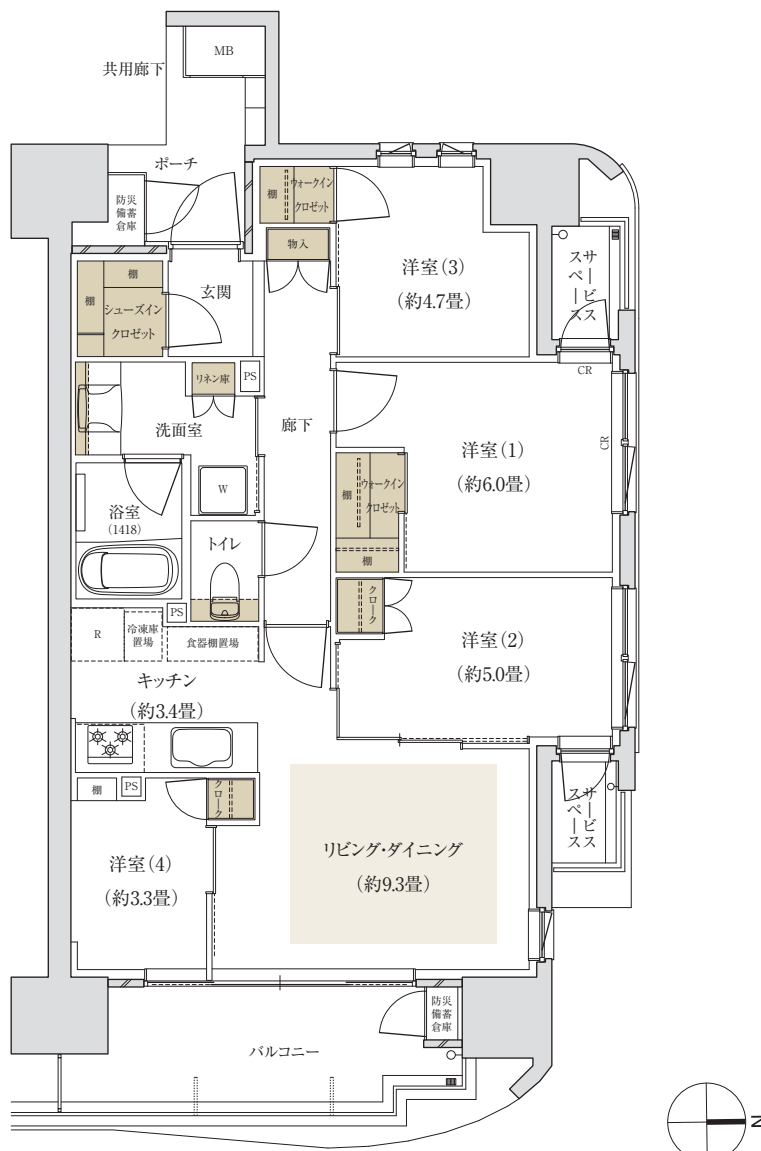 MB
共用廊下
ポーチ
防災
備蓄
倉庫
棚
ウォークイン
クロゼット
物入
洋室(3)
(約4.7畳)
サービス
スペース
玄関
棚
棚
シューズイン
クロゼット
リネン庫
PS
洗面室
廊下
CR
CR
洋室(1)
(約6.0畳)
棚
ウォークイン
クロゼット
棚
W
浴室
(1418)
トイレ
PS
クローク
洋室(2)
(約5.0畳)
R
冷凍庫
置場
食器棚置場
キッチン
(約3.4畳)
棚
PS
クローク
サービス
スペース
リビング・ダイニング
(約9.3畳)
洋室(4)
(約3.3畳)
防災
備蓄
倉庫
バルコニー
N